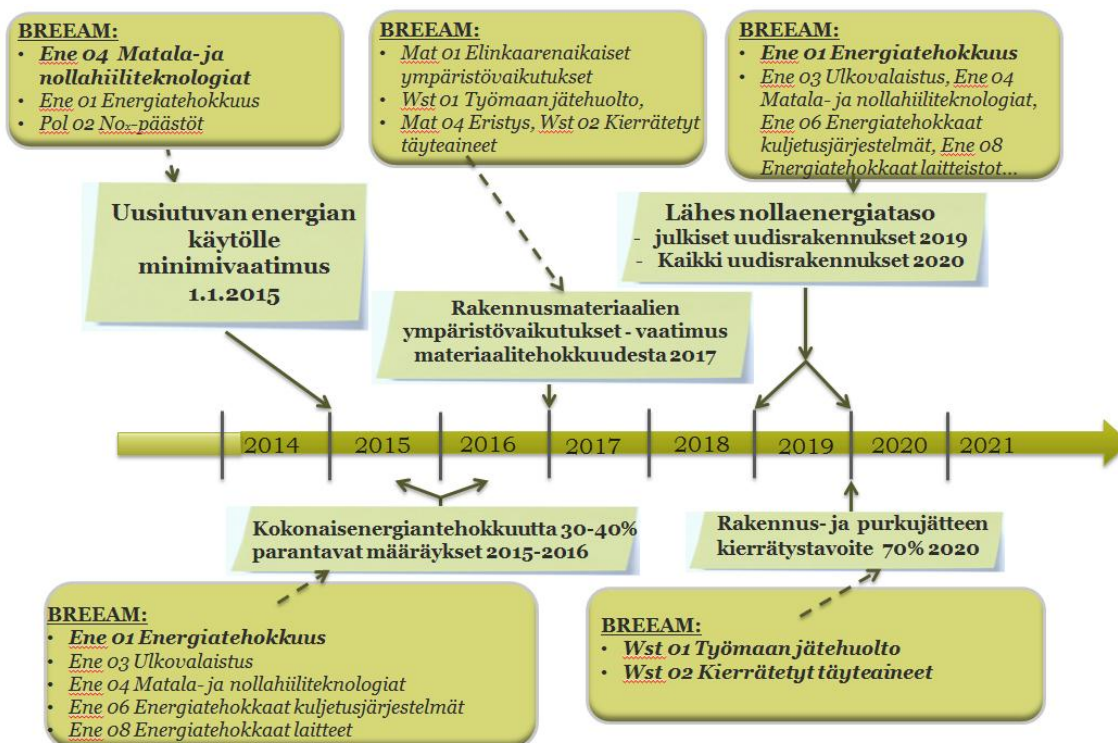 BREEAM:
• Ene 04 Matala- ja
nollahiiliteknologiat
• Ene 01 Energiatehokkuus
• Pol 02 Nox-päästöt
BREEAM:
• Mat 01 Elinkaarenaikaiset
ympäristövaikutukset
• Wst 01 Työmaan jätehuolto,
• Mat 04 Eristys, Wst 02 Kierrätetyt
täyteaineet
BREEAM:
• Ene 01 Energiatehokkuus
• Ene 03 Ulkovalaistus, Ene 04
Matala- ja nollahiiliteknologiat,
Ene 06 Energiatehokkaat
kuljetusjärjestelmät, Ene 08
Energiatehokkaat laitteistot...
Uusiutuvan energian
käytölle
minimivaatimus
1.1.2015
Rakennusmateriaalien
ympäristövaikutukset - vaatimus
materiaalitehokkuudesta 2017
Lähes nollaenergiataso
- julkiset uudisrakennukset 2019
- Kaikki uudisrakennukset 2020
2014 2015 2016 2017 2018 2019 2020 2021
Kokonaisenergiantehokkuutta 30-40%
parantavat määräykset 2015-2016
Rakennus- ja purkujätteen
kierrätystavoite 70% 2020
BREEAM:
• Ene 01 Energiatehokkuus
• Ene 03 Ulkovalaistus
• Ene 04 Matala- ja nollahiiliteknologiat
• Ene 06 Energiatehokkaat kuljetusjärjestelmät
• Ene 08 Energiatehokkaat laitteet
BREEAM:
• Wst 01 Työmaan jätehuolto
• Wst 02 Kierrätetyt täyteaineet